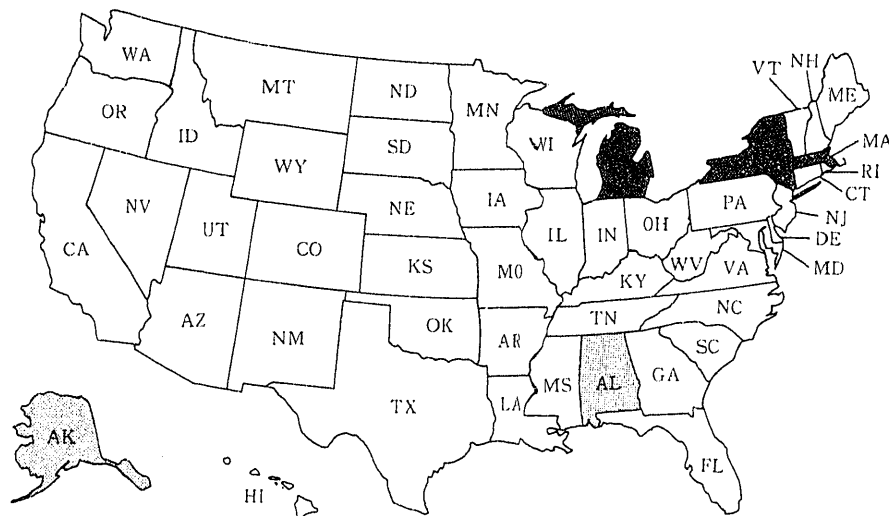 WA
MT
ND
MN
VT
NH
ME
OR
ID
SD
WI
MA
WY
RI
CT
NV
UT
NE
IA
PA
NJ
CA
CO
IL
IN
OH
DE
KS
MO
WV
VA
MD
KY
AZ
NM
OK
AR
TN
NC
SC
MS
AL
GA
TX
LA
AK
FL
HI